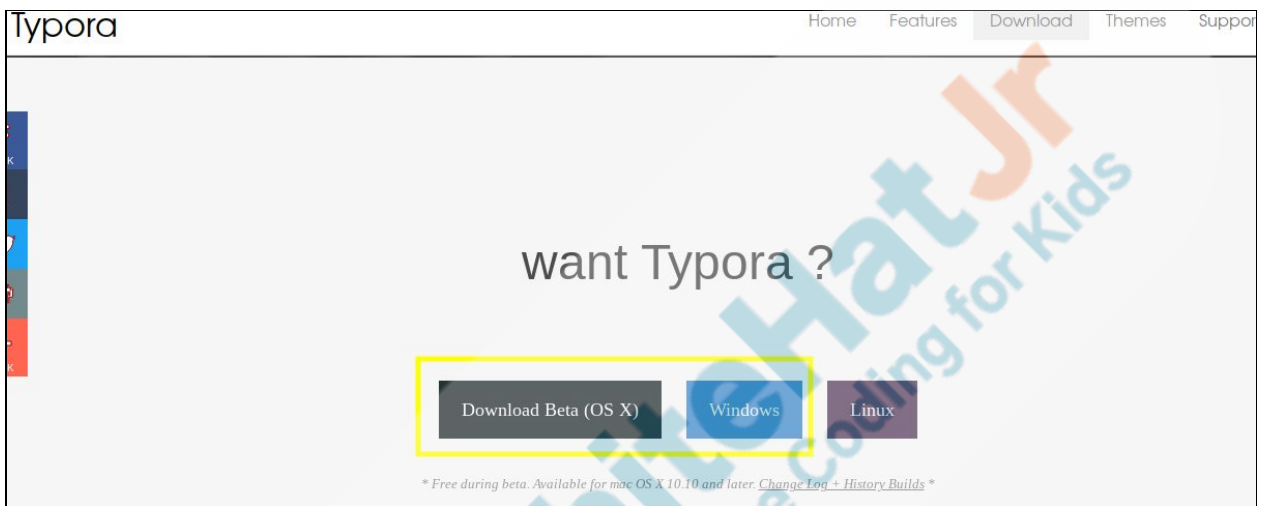 Typora
Home Features Download Themes Suppor
K
want Typora ?
Download Beta (OS X) Windows Linux
* Free during beta. Available for mac OS X 10.10 and later. Change Log + History Builds *
K
iteHat Jr
Coding for Kids